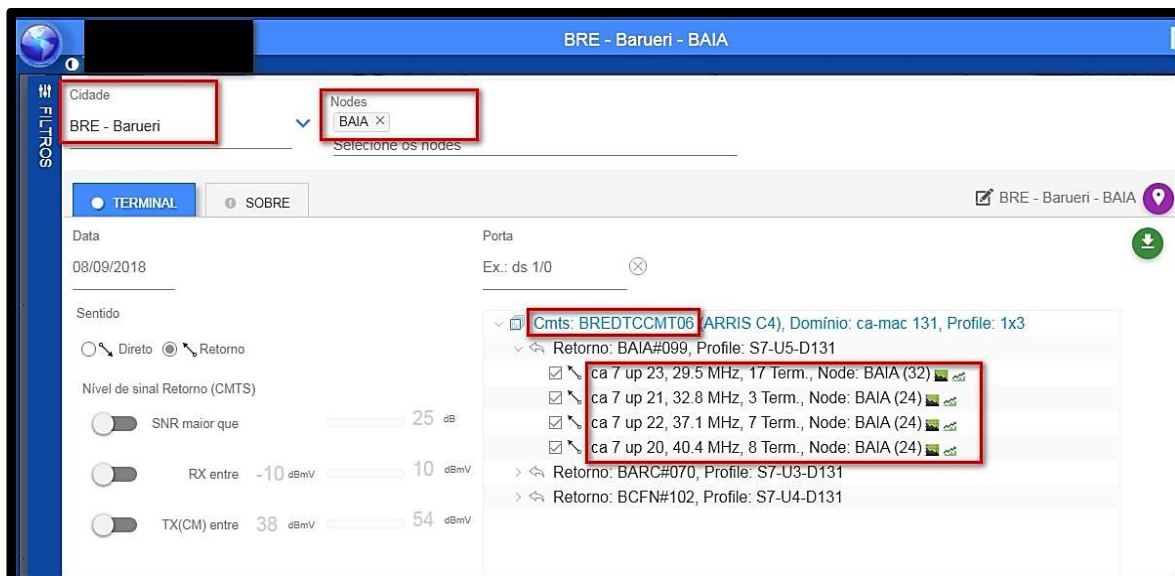 BRE - Barueri - BAIA
FILTROS
Cidade
BRE - Barueri
Nodes
BAIA ×
Selecione os nodes
TERMINAL
SOBRE
BRE - Barueri - BAIA
Data
08/09/2018
Porta
Ex.: ds 1/0
Sentido
Direto
Retorno
Nível de sinal Retorno (CMTS)
SNR maior que 25 dB
RX entre -10 dBmV 10 dBmV
TX(CM) entre 38 dBmV 54 dBmV
Cmts: BREDTCCMT06 (ARRIS C4), Domínio: ca-mac 131, Profile: 1x3
Retorno: BAIA#099, Profile: S7-U5-D131
ca 7 up 23, 29.5 MHz, 17 Term., Node: BAIA (32)
ca 7 up 21, 32.8 MHz, 3 Term., Node: BAIA (24)
ca 7 up 22, 37.1 MHz, 7 Term., Node: BAIA (24)
ca 7 up 20, 40.4 MHz, 8 Term., Node: BAIA (24)
Retorno: BARC#070, Profile: S7-U3-D131
Retorno: BCFN#102, Profile: S7-U4-D131